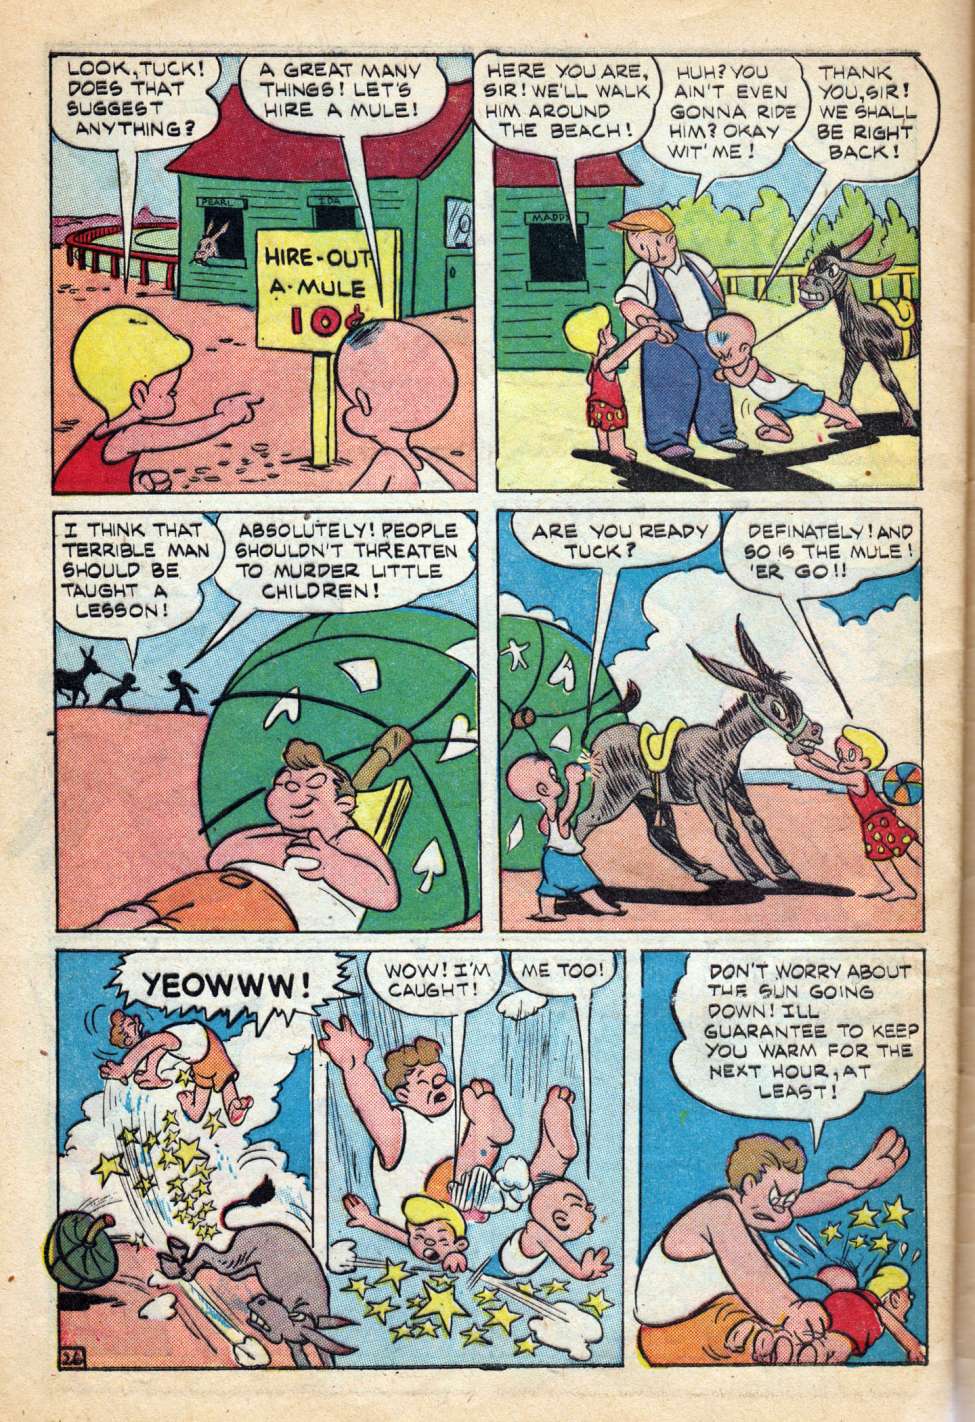 LOOK, TUCK!
DOES THAT
SUGGEST
ANYTHING?
A GREAT MANY
THINGS! LET'S
HIRE A MULE!
PEARL
IDA
HIRE-OUT
A-MULE
10¢
HERE YOU ARE,
SIR! WE'LL WALK
HIM AROUND
THE BEACH!
HUH? YOU
AIN'T EVEN
GONNA RIDE
HIM? OKAY
WIT' ME!
THANK
YOU, SIR!
WE SHALL
BE RIGHT
BACK!
MADDY
I THINK THAT
TERRIBLE MAN
SHOULD BE
TAUGHT A
LESSON!
ABSOLUTELY! PEOPLE
SHOULDN'T THREATEN
TO MURDER LITTLE
CHILDREN!
ARE YOU READY
TUCK?
DEFINATELY! AND
SO IS THE MULE!
'ER GO!!
YEOWWW!
WOW! I'M
CAUGHT!
ME TOO!
DON'T WORRY ABOUT
THE SUN GOING
DOWN! ILL
GUARANTEE TO KEEP
YOU WARM FOR THE
NEXT HOUR, AT
LEAST!
26